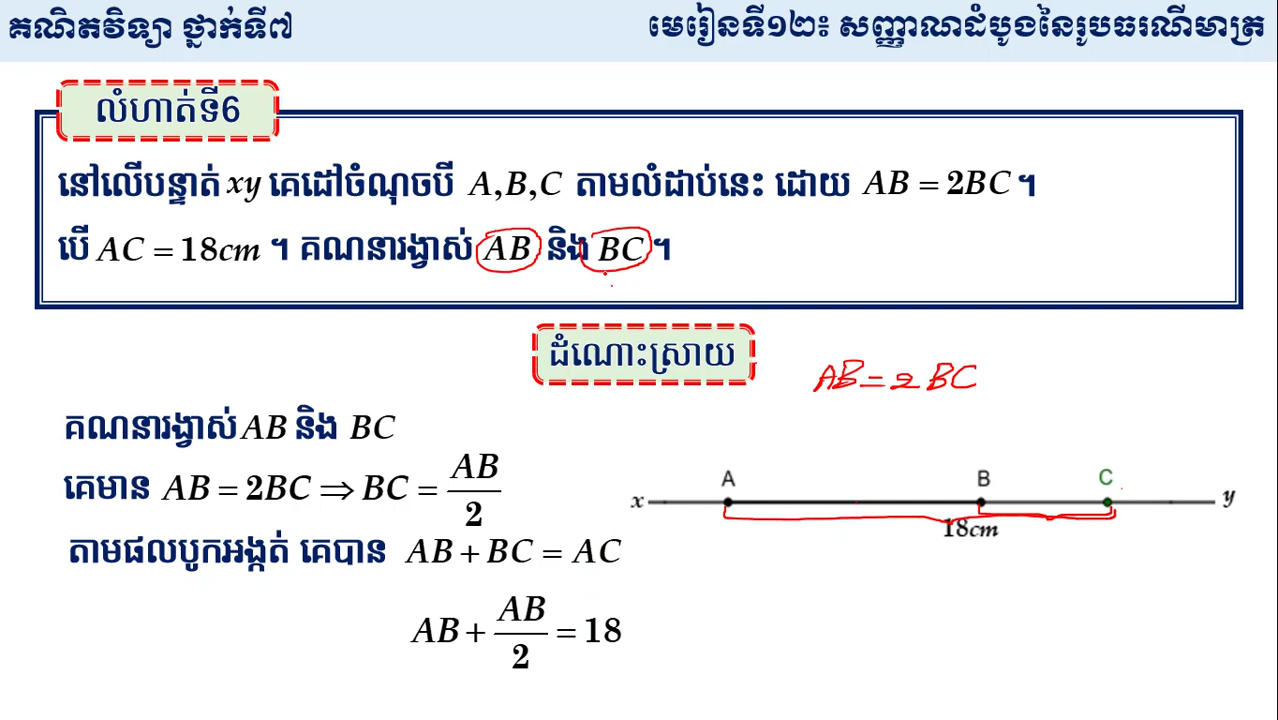 គណិតវិទ្យា ថ្នាក់ទី៧
មេរៀនទី១២៖ សញ្ញាណដំបូងនៃរូបធរណីមាត្រ
លំហាត់ទី6
នៅលើបន្ទាត់ xy គេដៅចំណុចបី A,B,C តាមលំដាប់នេះ ដោយ AB = 2BC ។
បើ AC = 18cm ។ គណនារង្វាស់ AB និង BC ។
ដំណោះស្រាយ
AB = 2 BC
គណនារង្វាស់ AB និង BC
គេមាន AB = 2BC ⇒ BC = AB/2
A B C
x y
18cm
តាមផលបូកអង្កត់ គេបាន AB + BC = AC
AB + AB/2 = 18